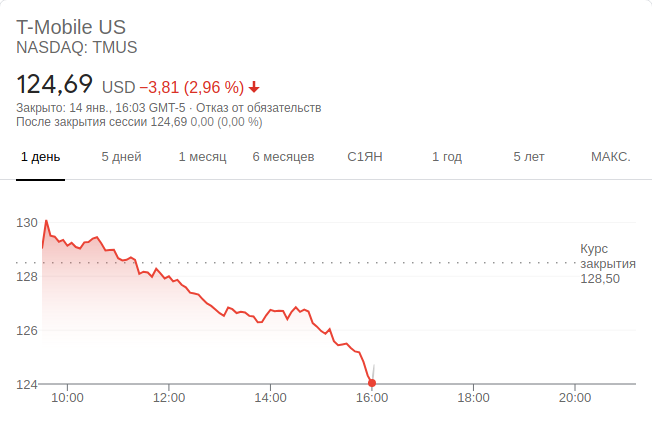 T-Mobile US
NASDAQ: TMUS
124,69 USD −3,81 (2,96 %)
Закрыто: 14 янв., 16:03 GMT-5 · Отказ от обязательств
После закрытия сессии 124,69 0,00 (0,00 %)
1 день 5 дней 1 месяц 6 месяцев С1ЯН 1 год 5 лет МАКС.
130
128
126
124
Курс
закрытия
128,50
10:00 12:00 14:00 16:00 18:00 20:00